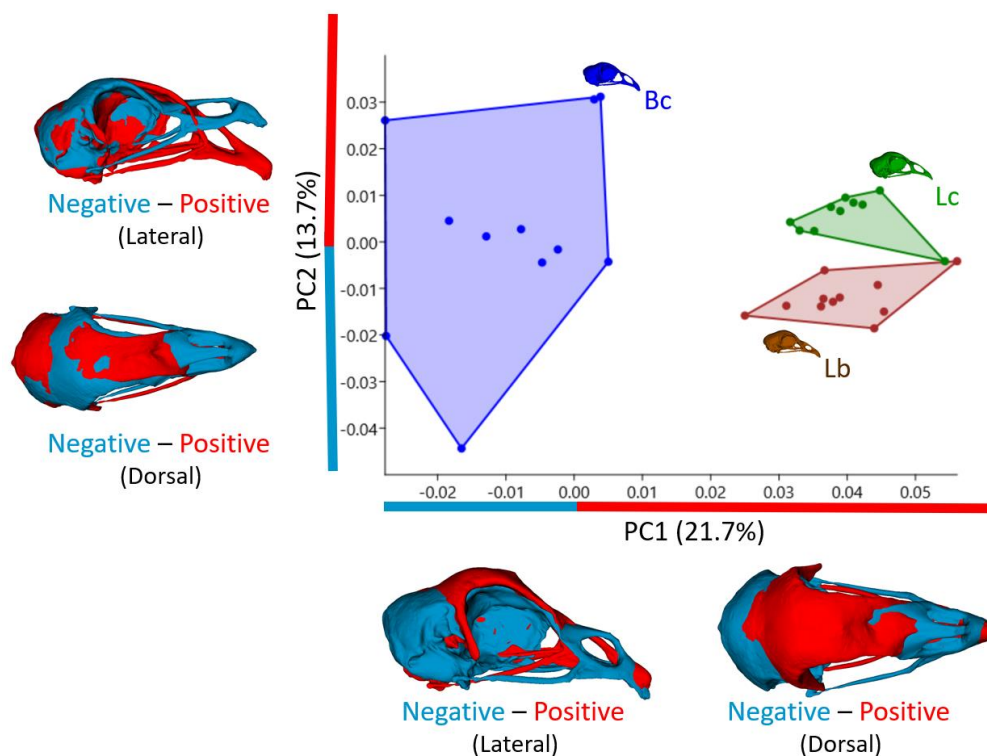 Negative – Positive
(Lateral)
Negative – Positive
(Dorsal)
PC2 (13.7%)
0.03
0.02
0.01
0.00
-0.01
-0.02
-0.03
-0.04
Bc
Lc
Lb
-0.02
-0.01
0.00
0.01
0.02
0.03
0.04
0.05
PC1 (21.7%)
Negative – Positive
(Lateral)
Negative – Positive
(Dorsal)